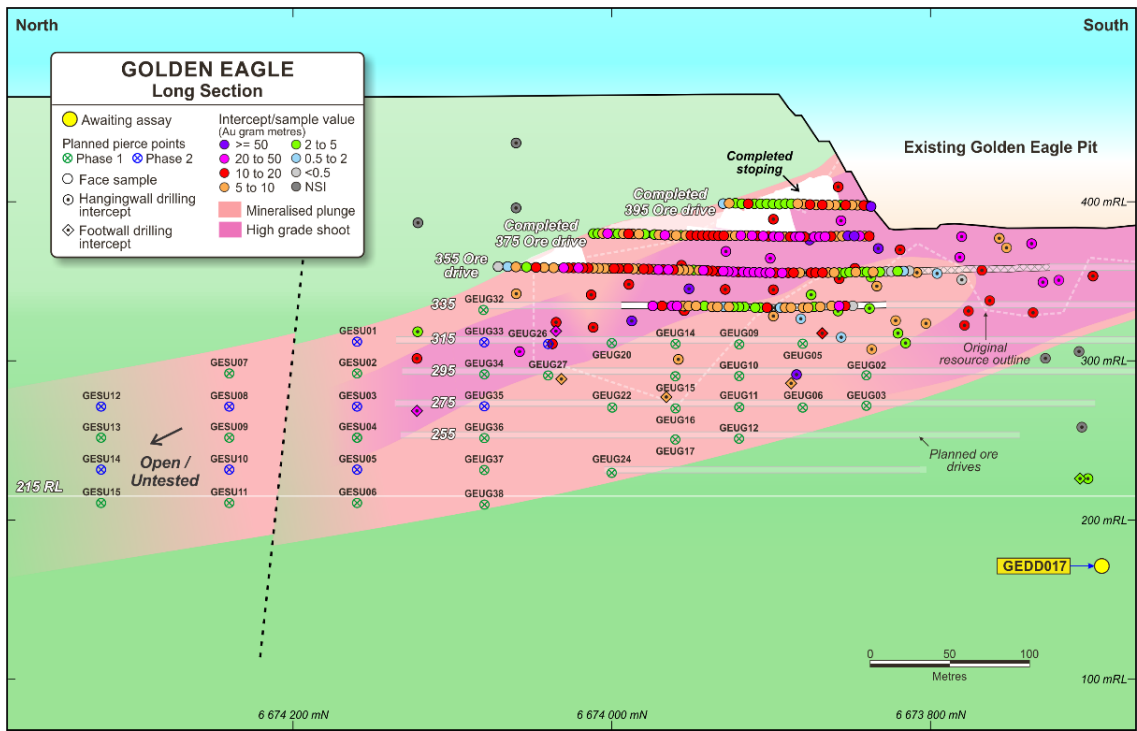 North
South
GOLDEN EAGLE
Long Section
Awaiting assay
Planned pierce points
Phase 1
Phase 2
Face sample
Hangingwall drilling
intercept
Footwall drilling
intercept
Intercept/sample value
(Au gram metres)
>= 50
2 to 5
20 to 50
0.5 to 2
10 to 20
<0.5
5 to 10
NSI
Mineralised plunge
High grade shoot
Completed
stoping
Existing Golden Eagle Pit
Completed
395 Ore drive
400 mRL
Completed
375 Ore drive
355 Ore
drive
335
GEUG32
315
GESU01
GEUG33
GEUG26
GEUG14
GEUG09
Original
resource outline
300 mRL
GEUG20
GEUG05
295
GESU07
GESU02
GEUG34
GEUG27
GEUG10
GEUG02
GEUG15
275
GESU12
GESU08
GESU03
GEUG35
GEUG22
GEUG11
GEUG06
GEUG03
GEUG16
255
GESU13
GESU09
GESU04
GEUG36
GEUG12
GEUG17
Planned ore
drives
Open /
Untested
GESU14
GESU10
GESU05
GEUG37
GEUG24
215 RL
GESU15
GESU11
GESU06
GEUG38
200 mRL
GEDD017
0
50
100
Metres
100 mRL
6 674 200 mN
6 674 000 mN
6 673 800 mN